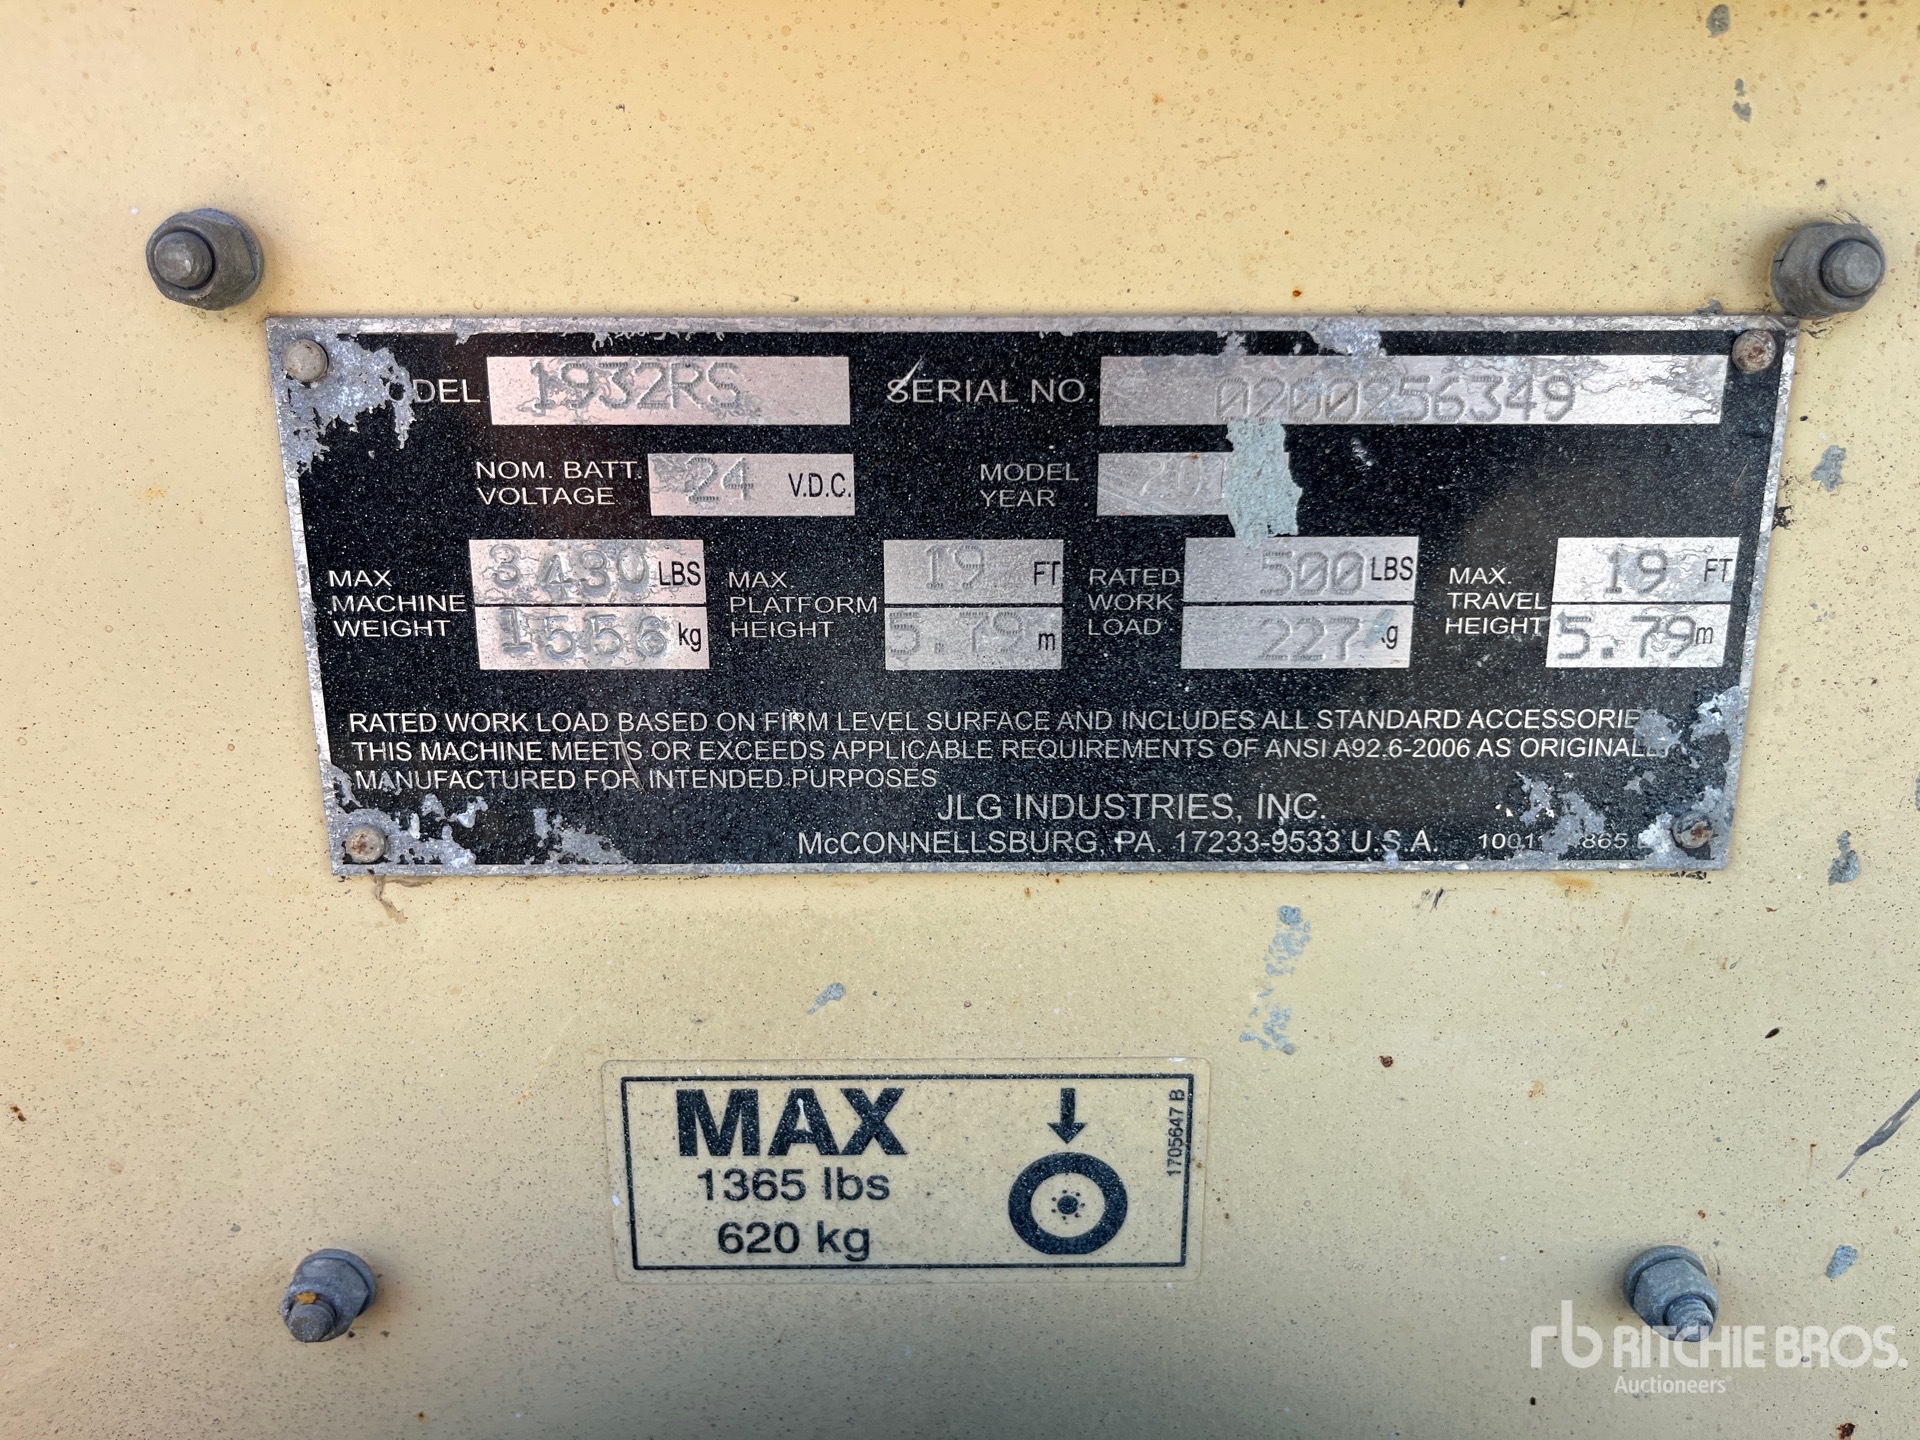 MODEL 1932RS SERIAL NO. 0200256349
NOM. BATT. VOLTAGE 24 V.D.C. MODEL YEAR
MAX MACHINE WEIGHT 3430 LBS 1556 kg MAX PLATFORM HEIGHT 19 FT 5.79 m RATED WORK LOAD 500 LBS 227 kg MAX. TRAVEL HEIGHT 19 FT 5.79 m
RATED WORK LOAD BASED ON FIRM LEVEL SURFACE AND INCLUDES ALL STANDARD ACCESSORIES
THIS MACHINE MEETS OR EXCEEDS APPLICABLE REQUIREMENTS OF ANSI A92.6-2006 AS ORIGINALLY
MANUFACTURED FOR INTENDED PURPOSES
JLG INDUSTRIES, INC.
McCONNELLSBURG, PA. 17233-9533 U.S.A.
MAX
1365 lbs
620 kg
1705647 B
rb RITCHIE BROS.
Auctioneers